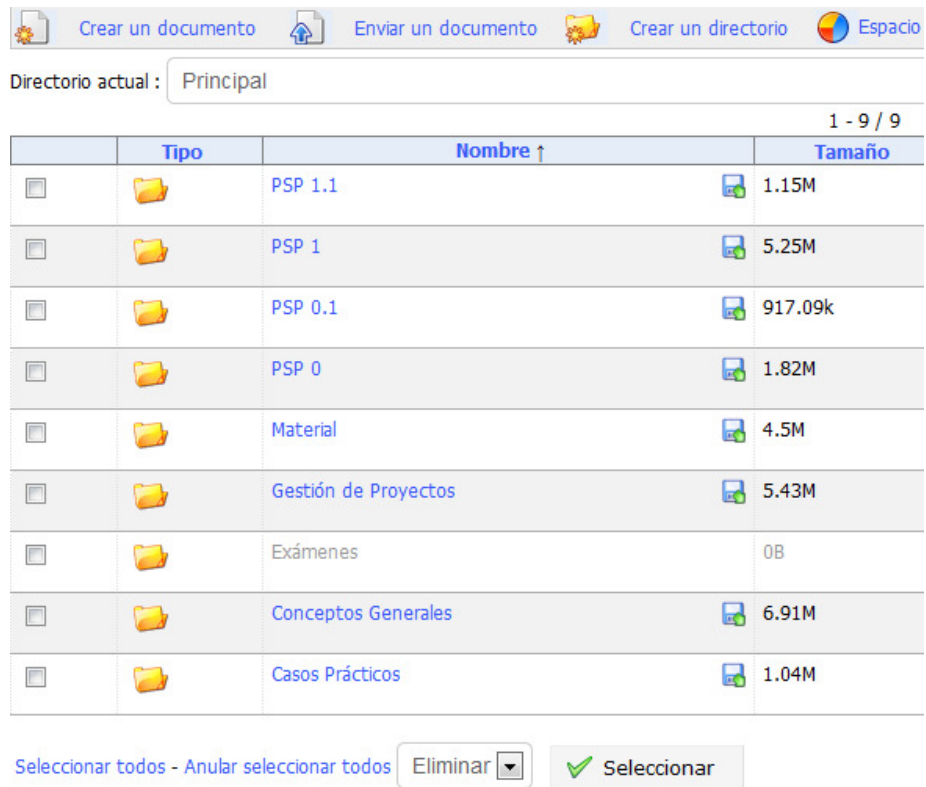 Crear un documento Enviar un documento Crear un directorio Espacio
Directorio actual : Principal
1 - 9 / 9
Tipo Nombre ↑ Tamaño
PSP 1.1 1.15M
PSP 1 5.25M
PSP 0.1 917.09k
PSP 0 1.82M
Material 4.5M
Gestión de Proyectos 5.43M
Exámenes 0B
Conceptos Generales 6.91M
Casos Prácticos 1.04M
Seleccionar todos - Anular seleccionar todos Eliminar Seleccionar